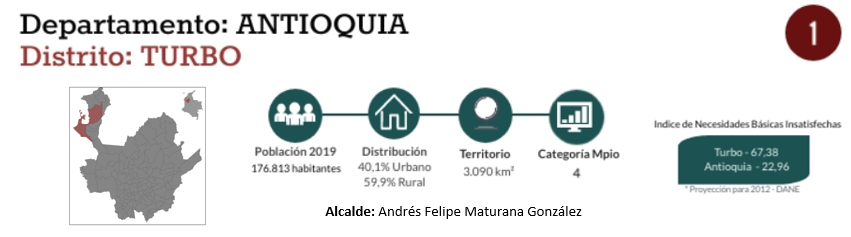 Departamento: ANTIOQUIA
Distrito: TURBO
1
Población 2019
176.813 habitantes
Distribución
40,1% Urbano
59,9% Rural
Territorio
3.090 km²
Categoría Mpio
4
Indice de Necesidades Básicas Insatisfechas
Turbo - 67,38
Antioquia - 22,96
* Proyección para 2012 - DANE
Alcalde: Andrés Felipe Maturana González